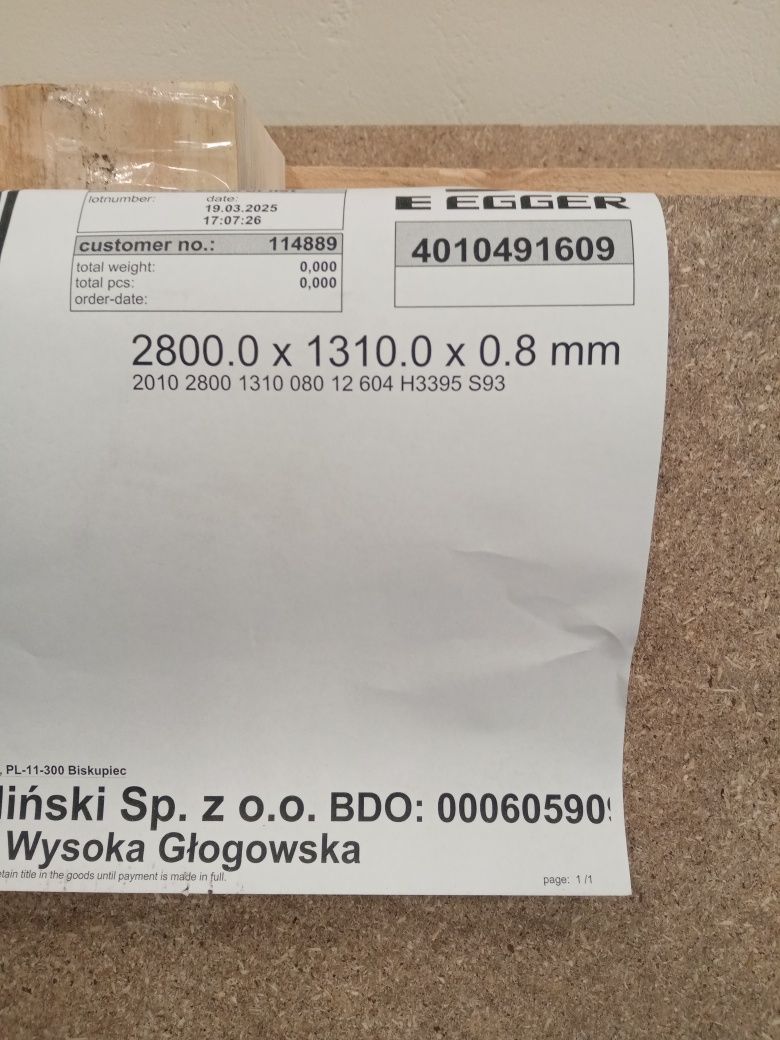 lotnumber: date:
19.03.2025
17:07:26
E EGGER
customer no.: 114889
4010491609
total weight: 0,000
total pcs: 0,000
order-date:
2800.0 x 1310.0 x 0.8 mm
2010 2800 1310 080 12 604 H3395 S93
, PL-11-300 Biskupiec
liński Sp. z o.o. BDO: 00060590
Wysoka Głogowska
tain title in the goods until payment is made in full.
page: 1 /1